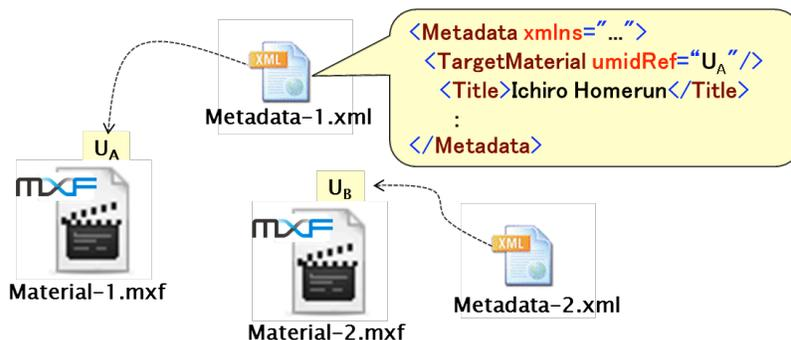 <Metadata xmlns="...">
<TargetMaterial umidRef=“UA”/>
<Title>Ichiro Homerun</Title>
:
</Metadata>
XML
Metadata-1.xml
UA
MXF
Material-1.mxf
UB
MXF
Material-2.mxf
XML
Metadata-2.xml